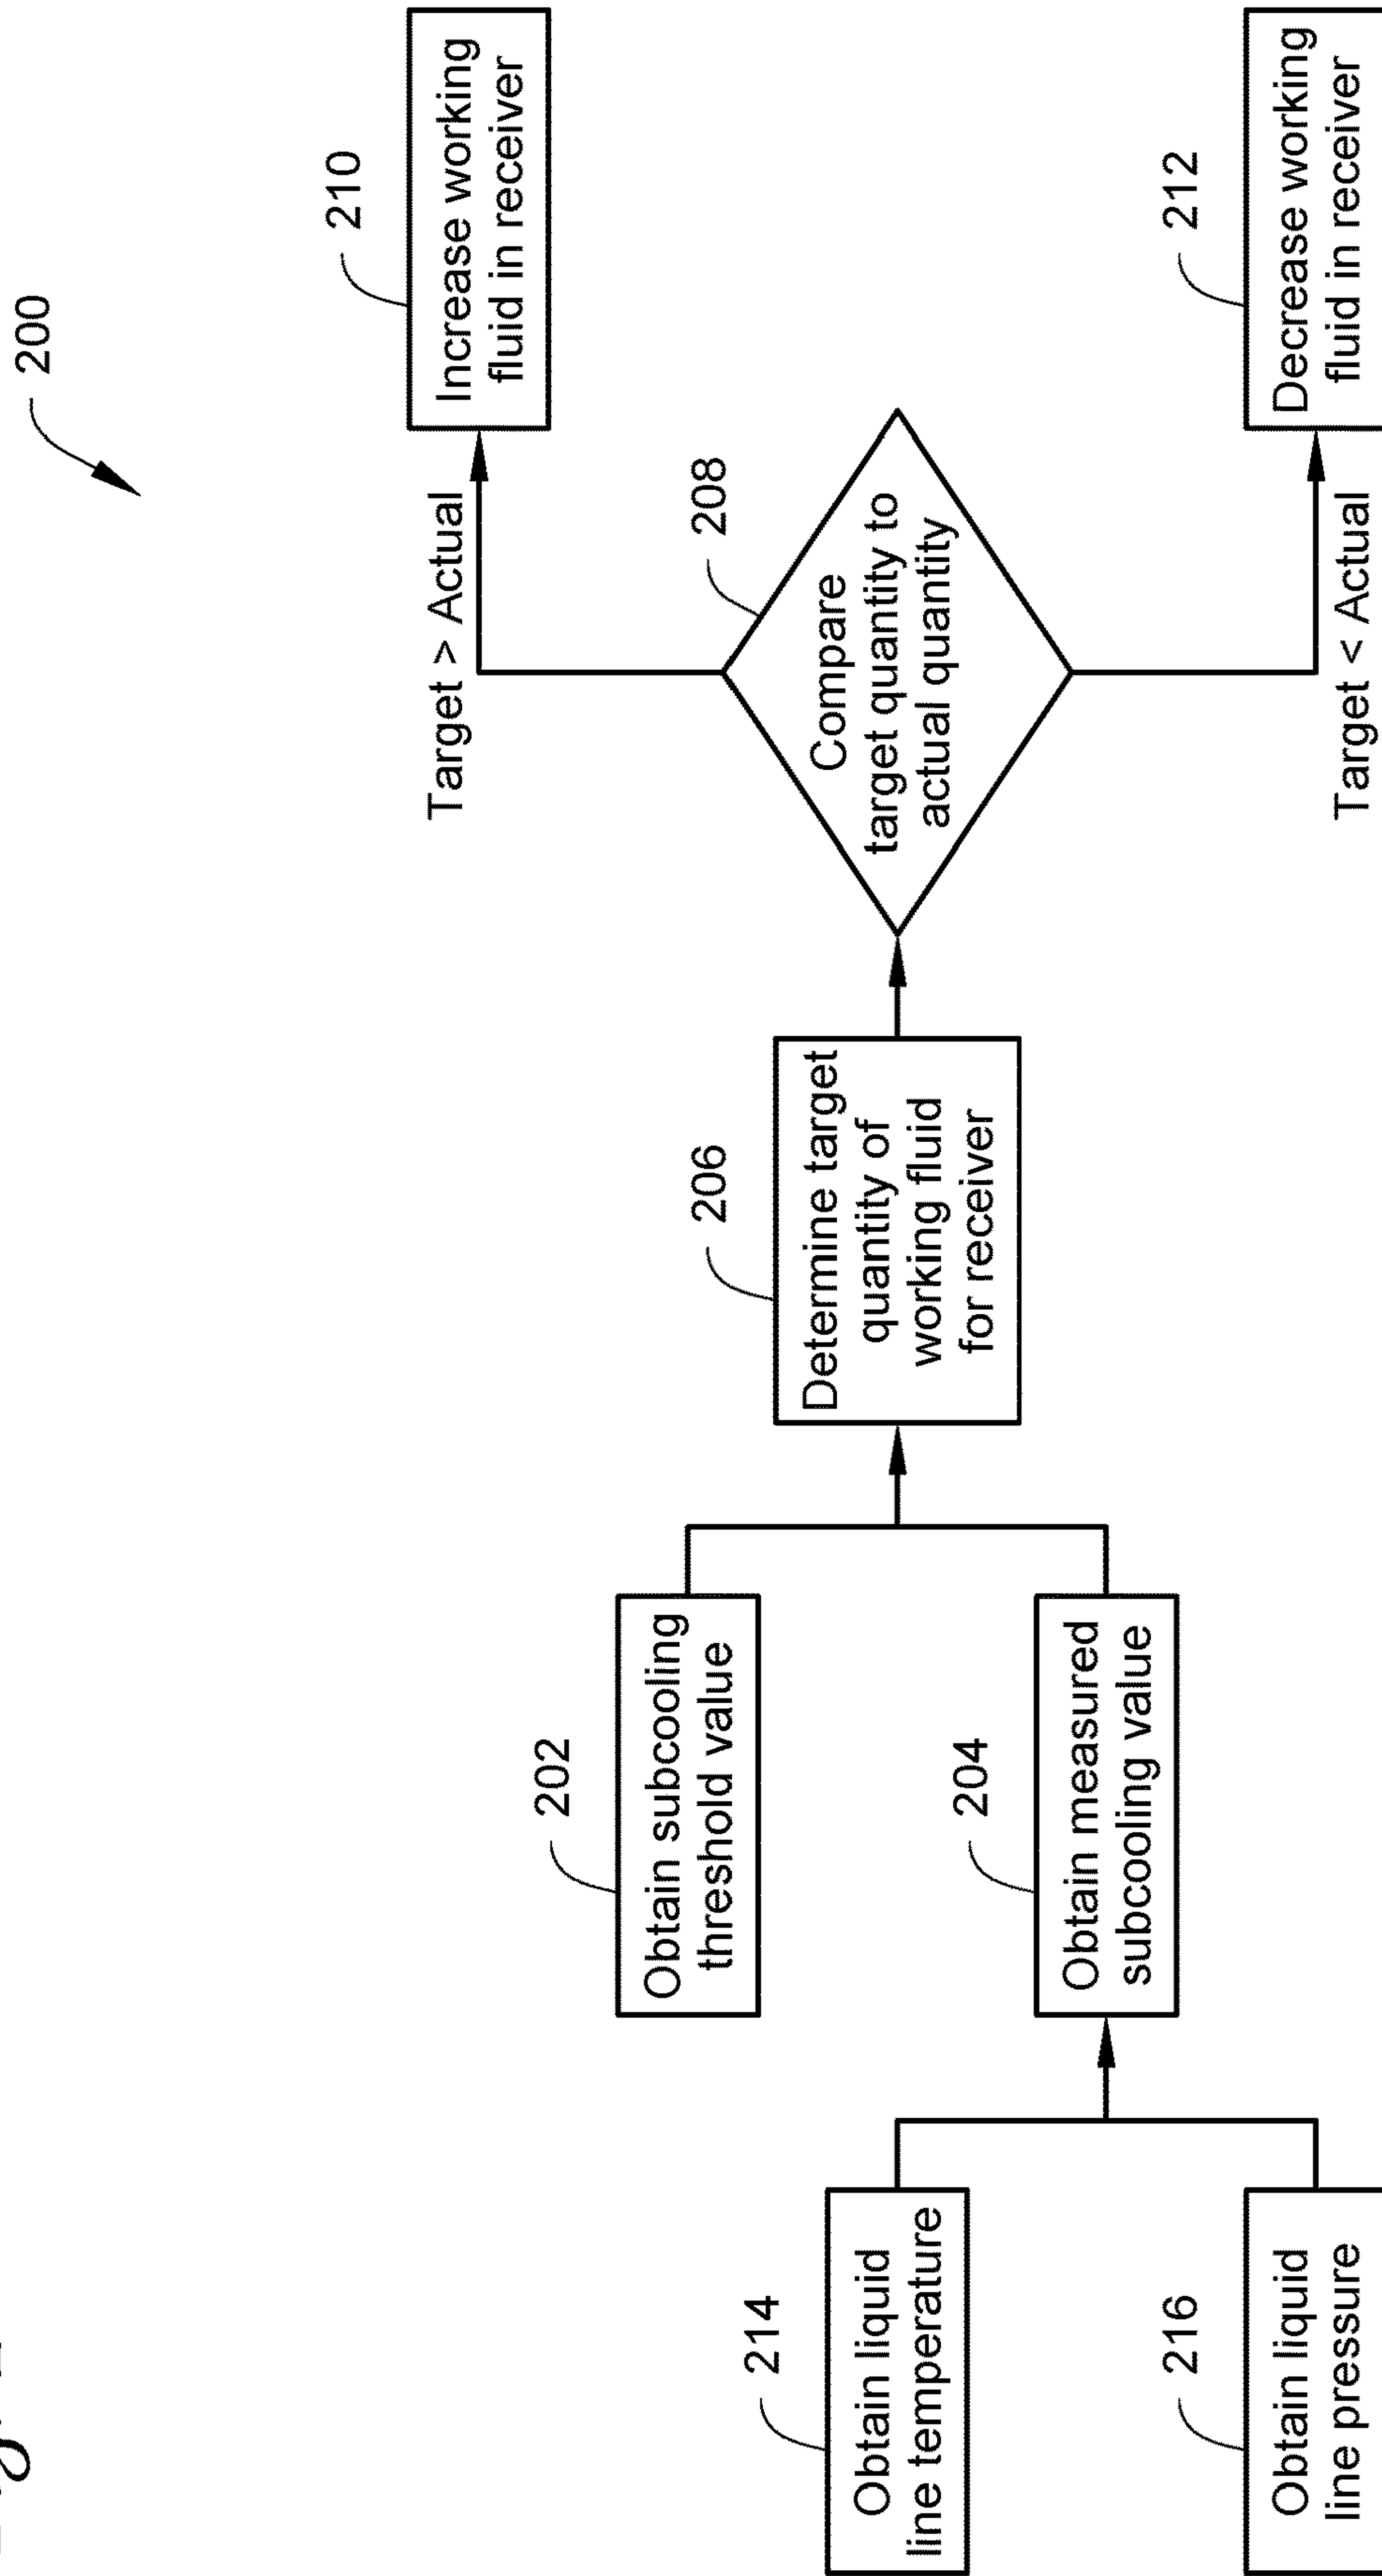 200
214
Obtain liquid
line temperature
216
Obtain liquid
line pressure
202
Obtain subcooling
threshold value
204
Obtain measured
subcooling value
206
Determine target
quantity of
working fluid
for receiver
208
Compare
target quantity to
actual quantity
Target > Actual
210
Increase working
fluid in receiver
Target < Actual
212
Decrease working
fluid in receiver